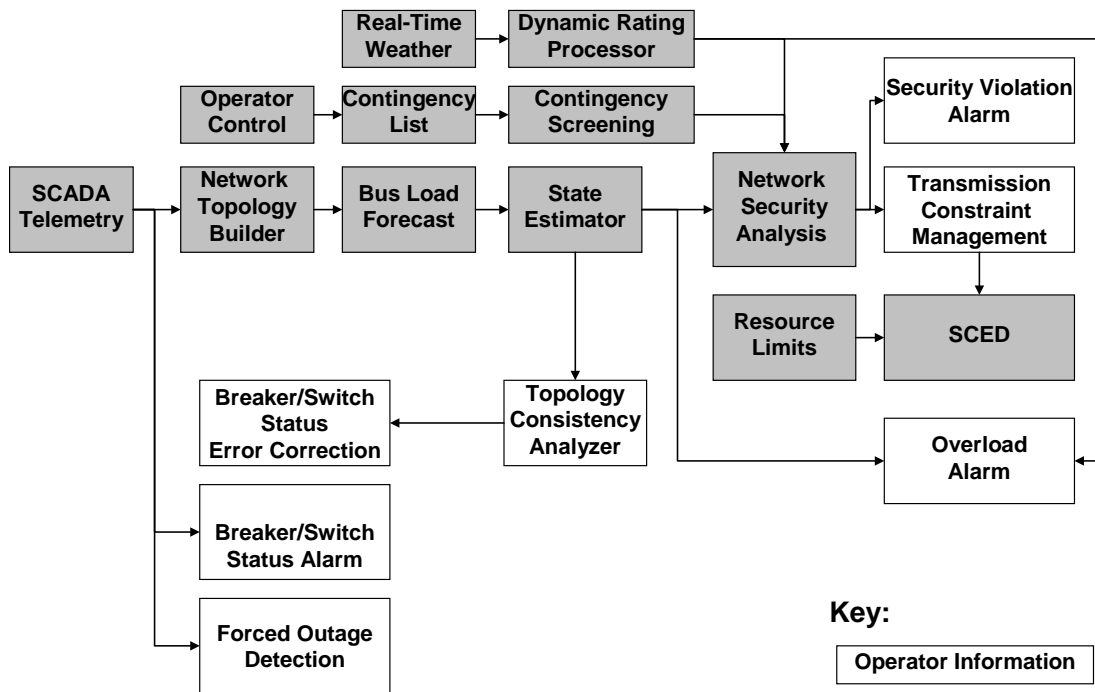 Real-Time
Weather
Dynamic Rating
Processor
Operator
Control
Contingency
List
Contingency
Screening
Security Violation
Alarm
SCADA
Telemetry
Network
Topology
Builder
Bus Load
Forecast
State
Estimator
Network
Security
Analysis
Transmission
Constraint
Management
Resource
Limits
SCED
Breaker/Switch
Status
Error Correction
Topology
Consistency
Analyzer
Overload
Alarm
Breaker/Switch
Status Alarm
Forced Outage
Detection
Key:
Operator Information